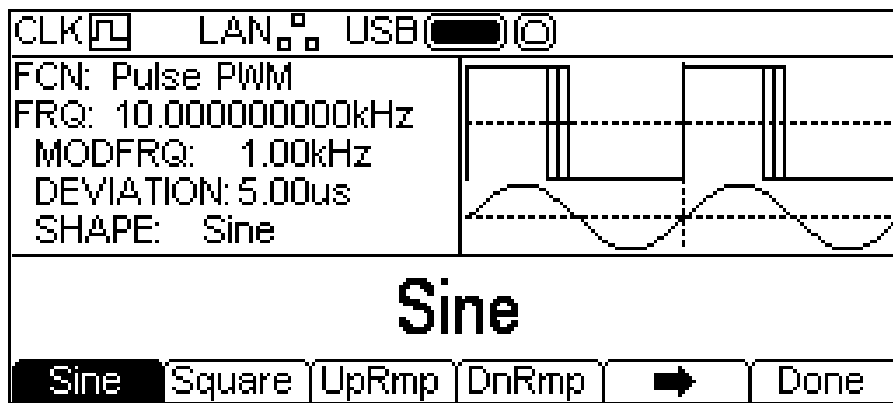 CLK LAN USB
FCN: Pulse PWM
FRQ: 10.000000000kHz
MODFRQ: 1.00kHz
DEVIATION: 5.00us
SHAPE: Sine
Sine
Sine Square UpRmp DnRmp Done